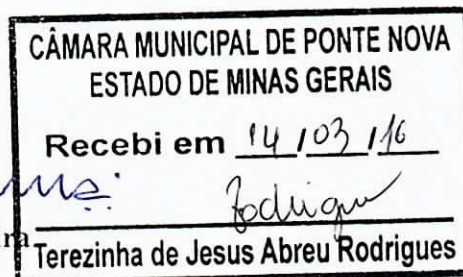 CÂMARA MUNICIPAL DE PONTE NOVA
ESTADO DE MINAS GERAIS
Recebi em 14 / 03 / 16
Rodrigues
Terezinha de Jesus Abreu Rodrigues